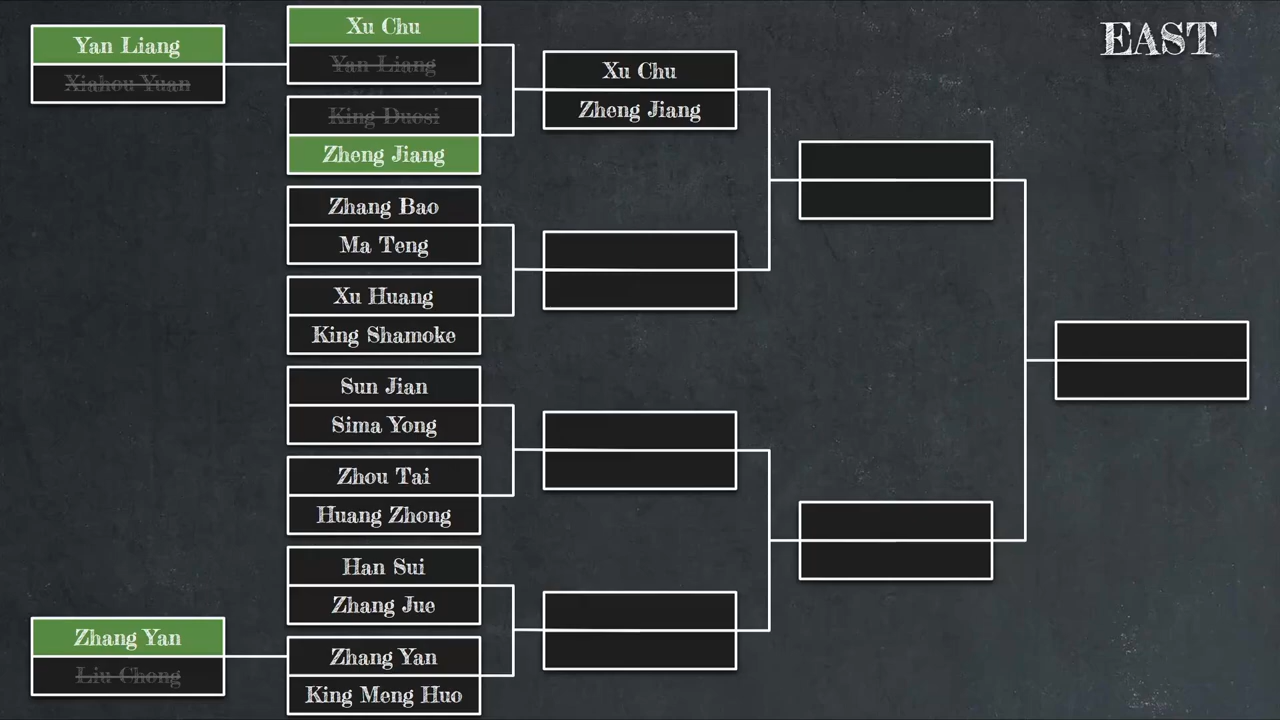 EAST
Yan Liang
Xiahou Yuan
Xu Chu
Yan Liang
King Duosi
Zheng Jiang
Zhang Bao
Ma Teng
Xu Huang
King Shamoke
Sun Jian
Sima Yong
Zhou Tai
Huang Zhong
Han Sui
Zhang Jue
Zhang Yan
Liu Chong
Zhang Yan
King Meng Huo
Xu Chu
Zheng Jiang